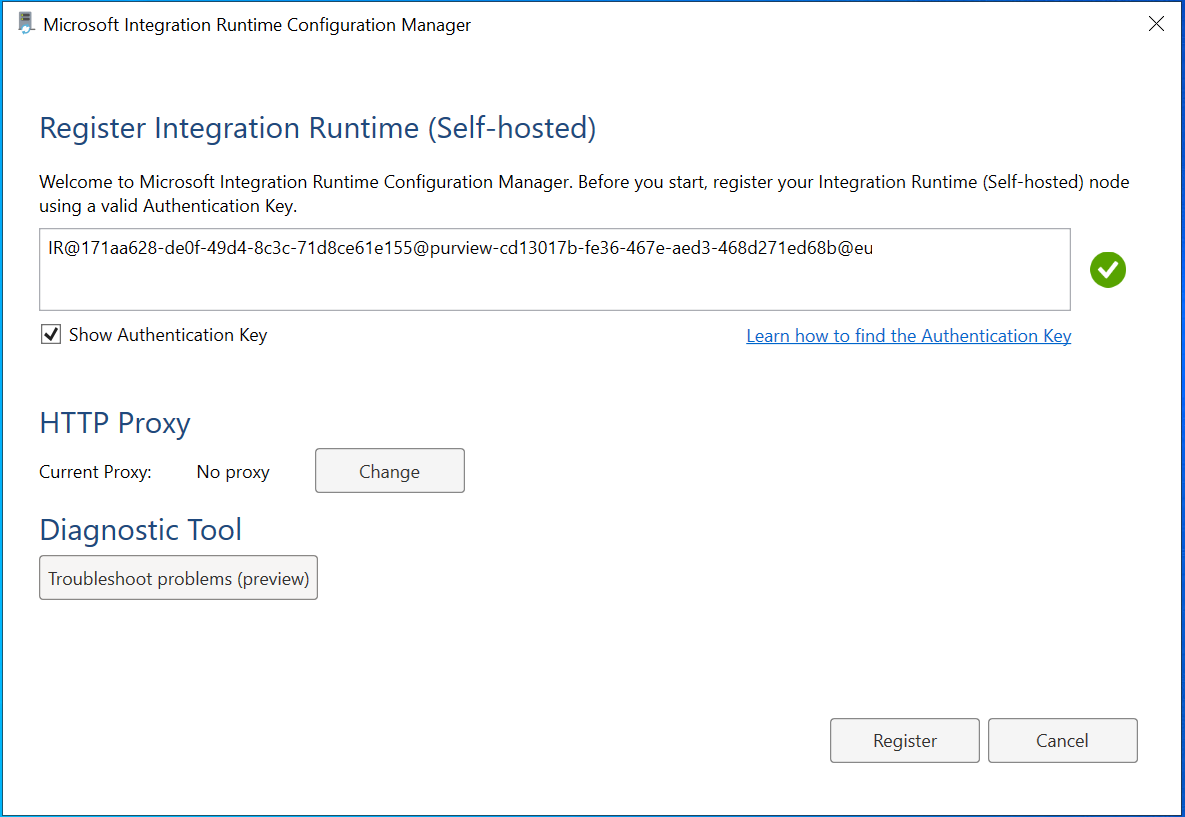 Microsoft Integration Runtime Configuration Manager
Register Integration Runtime (Self-hosted)
Welcome to Microsoft Integration Runtime Configuration Manager. Before you start, register your Integration Runtime (Self-hosted) node
using a valid Authentication Key.
IR@171aa628-de0f-49d4-8c3c-71d8ce61e155@purview-cd13017b-fe36-467e-aed3-468d271ed68b@eu
Show Authentication Key
Learn how to find the Authentication Key
HTTP Proxy
Current Proxy: No proxy Change
Diagnostic Tool
Troubleshoot problems (preview)
Register Cancel